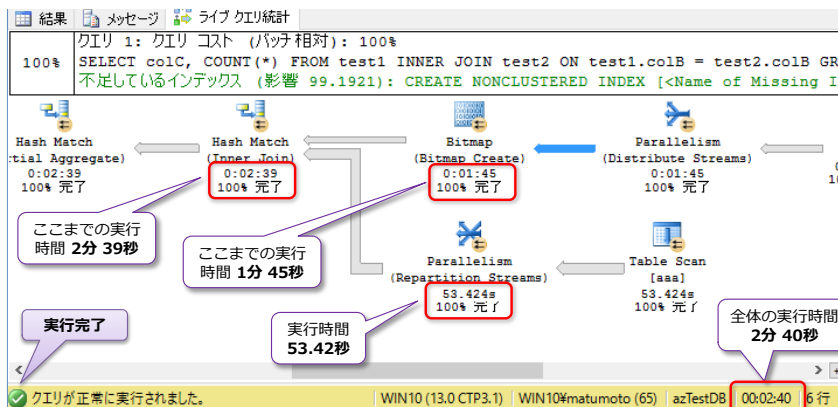 結果 メッセージ ライブ クエリ統計
クエリ 1: クエリ コスト (バッチ相対): 100%
100% SELECT colC, COUNT(*) FROM test1 INNER JOIN test2 ON test1.colB = test2.colB GR
不足しているインデックス (影響 99.1921): CREATE NONCLUSTERED INDEX [<Name of Missing I
Hash Match
tial Aggregate)
0:02:39
100% 完了
Hash Match
(Inner Join)
0:02:39
100% 完了
Bitmap
(Bitmap Create)
0:01:45
100% 完了
Parallelism
(Distribute Streams)
0:01:45
100% 完了
ここまでの実行
時間 2分 39秒
ここまでの実行
時間 1分 45秒
Parallelism
(Repartition Streams)
53.424s
100% 完了
Table Scan
[aaa]
53.424s
100% 完了
実行完了
実行時間
53.42秒
全体の実行時間
2分 40秒
クエリが正常に実行されました。
WIN10 (13.0 CTP3.1) WIN10¥matumoto (65) azTestDB 00:02:40 6 行